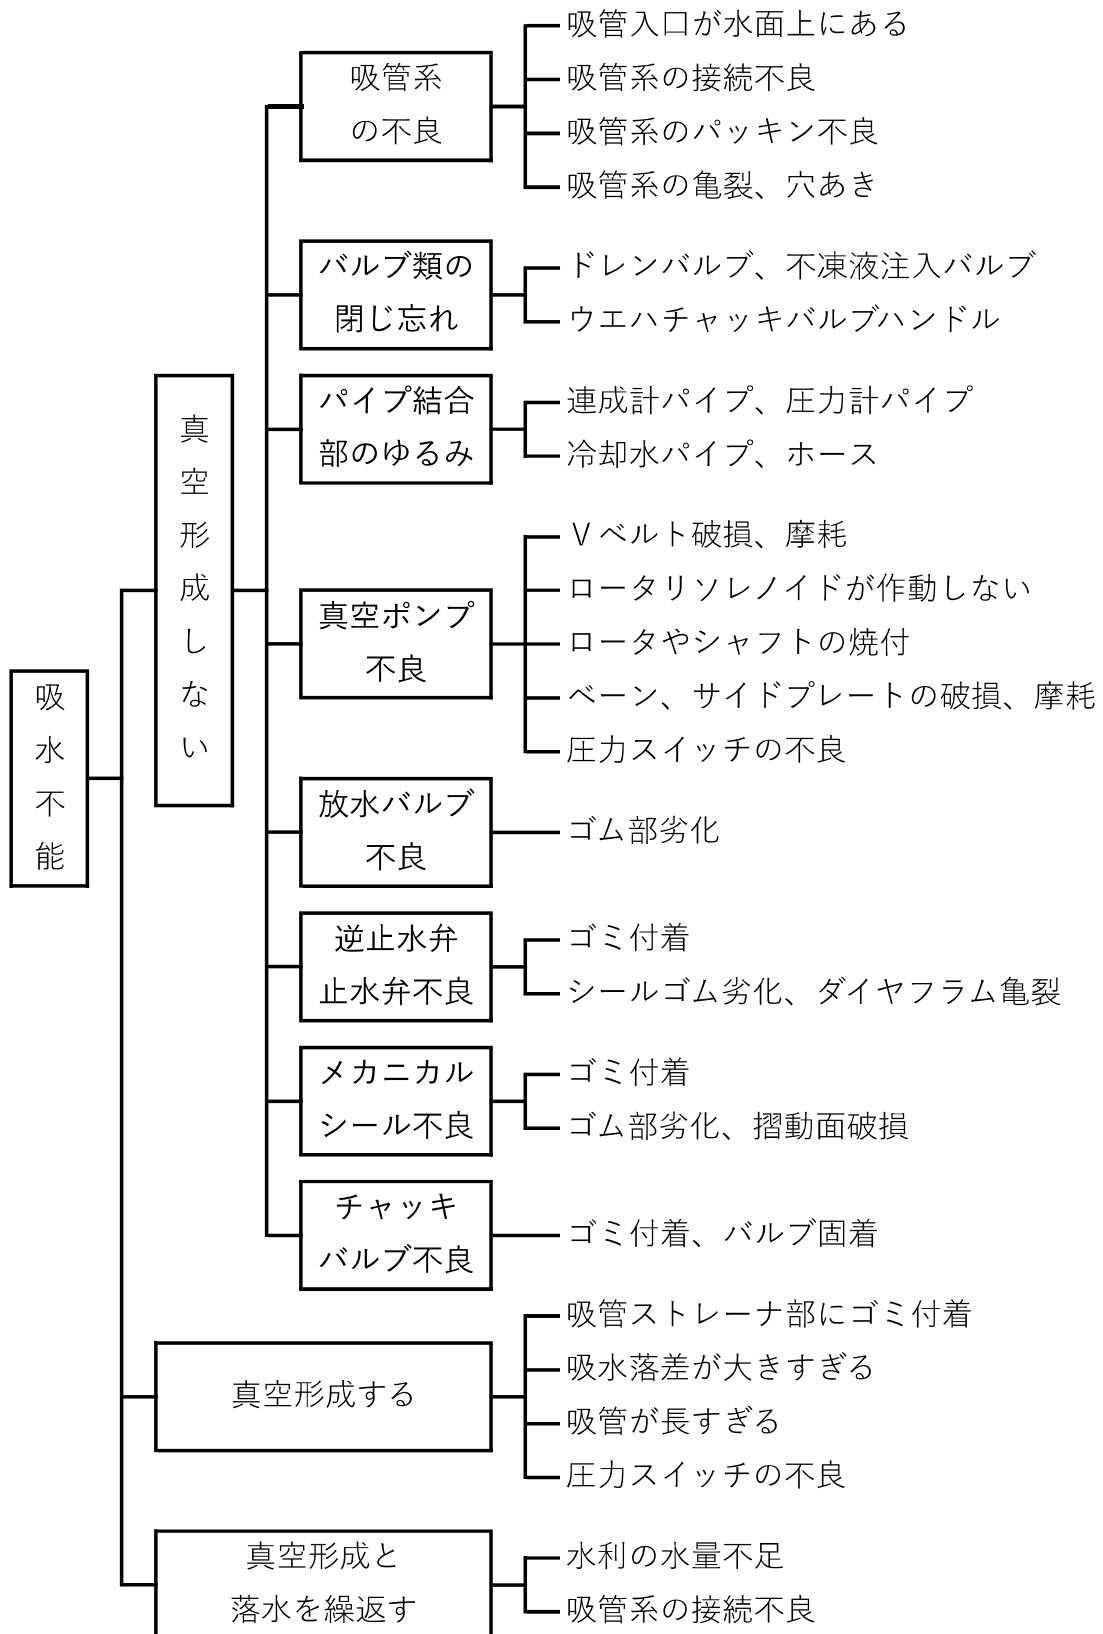 吸水不能
真空形成しない
吸管系
の不良
吸管入口が水面上にある
吸管系の接続不良
吸管系のパッキン不良
吸管系の亀裂、穴あき
バルブ類の
閉じ忘れ
ドレンバルブ、不凍液注入バルブ
ウエハチャッキバルブハンドル
パイプ結合
部のゆるみ
連成計パイプ、圧力計パイプ
冷却水パイプ、ホース
真空ポンプ
不良
Ｖベルト破損、摩耗
ロータリソレノイドが作動しない
ロータやシャフトの焼付
ベーン、サイドプレートの破損、摩耗
圧力スイッチの不良
放水バルブ
不良
ゴム部劣化
逆止水弁
止水弁不良
ゴミ付着
シールゴム劣化、ダイヤフラム亀裂
メカニカル
シール不良
ゴミ付着
ゴム部劣化、摺動面破損
チャッキ
バルブ不良
ゴミ付着、バルブ固着
真空形成する
吸管ストレーナ部にゴミ付着
吸水落差が大きすぎる
吸管が長すぎる
圧力スイッチの不良
真空形成と
落水を繰返す
水利の水量不足
吸管系の接続不良